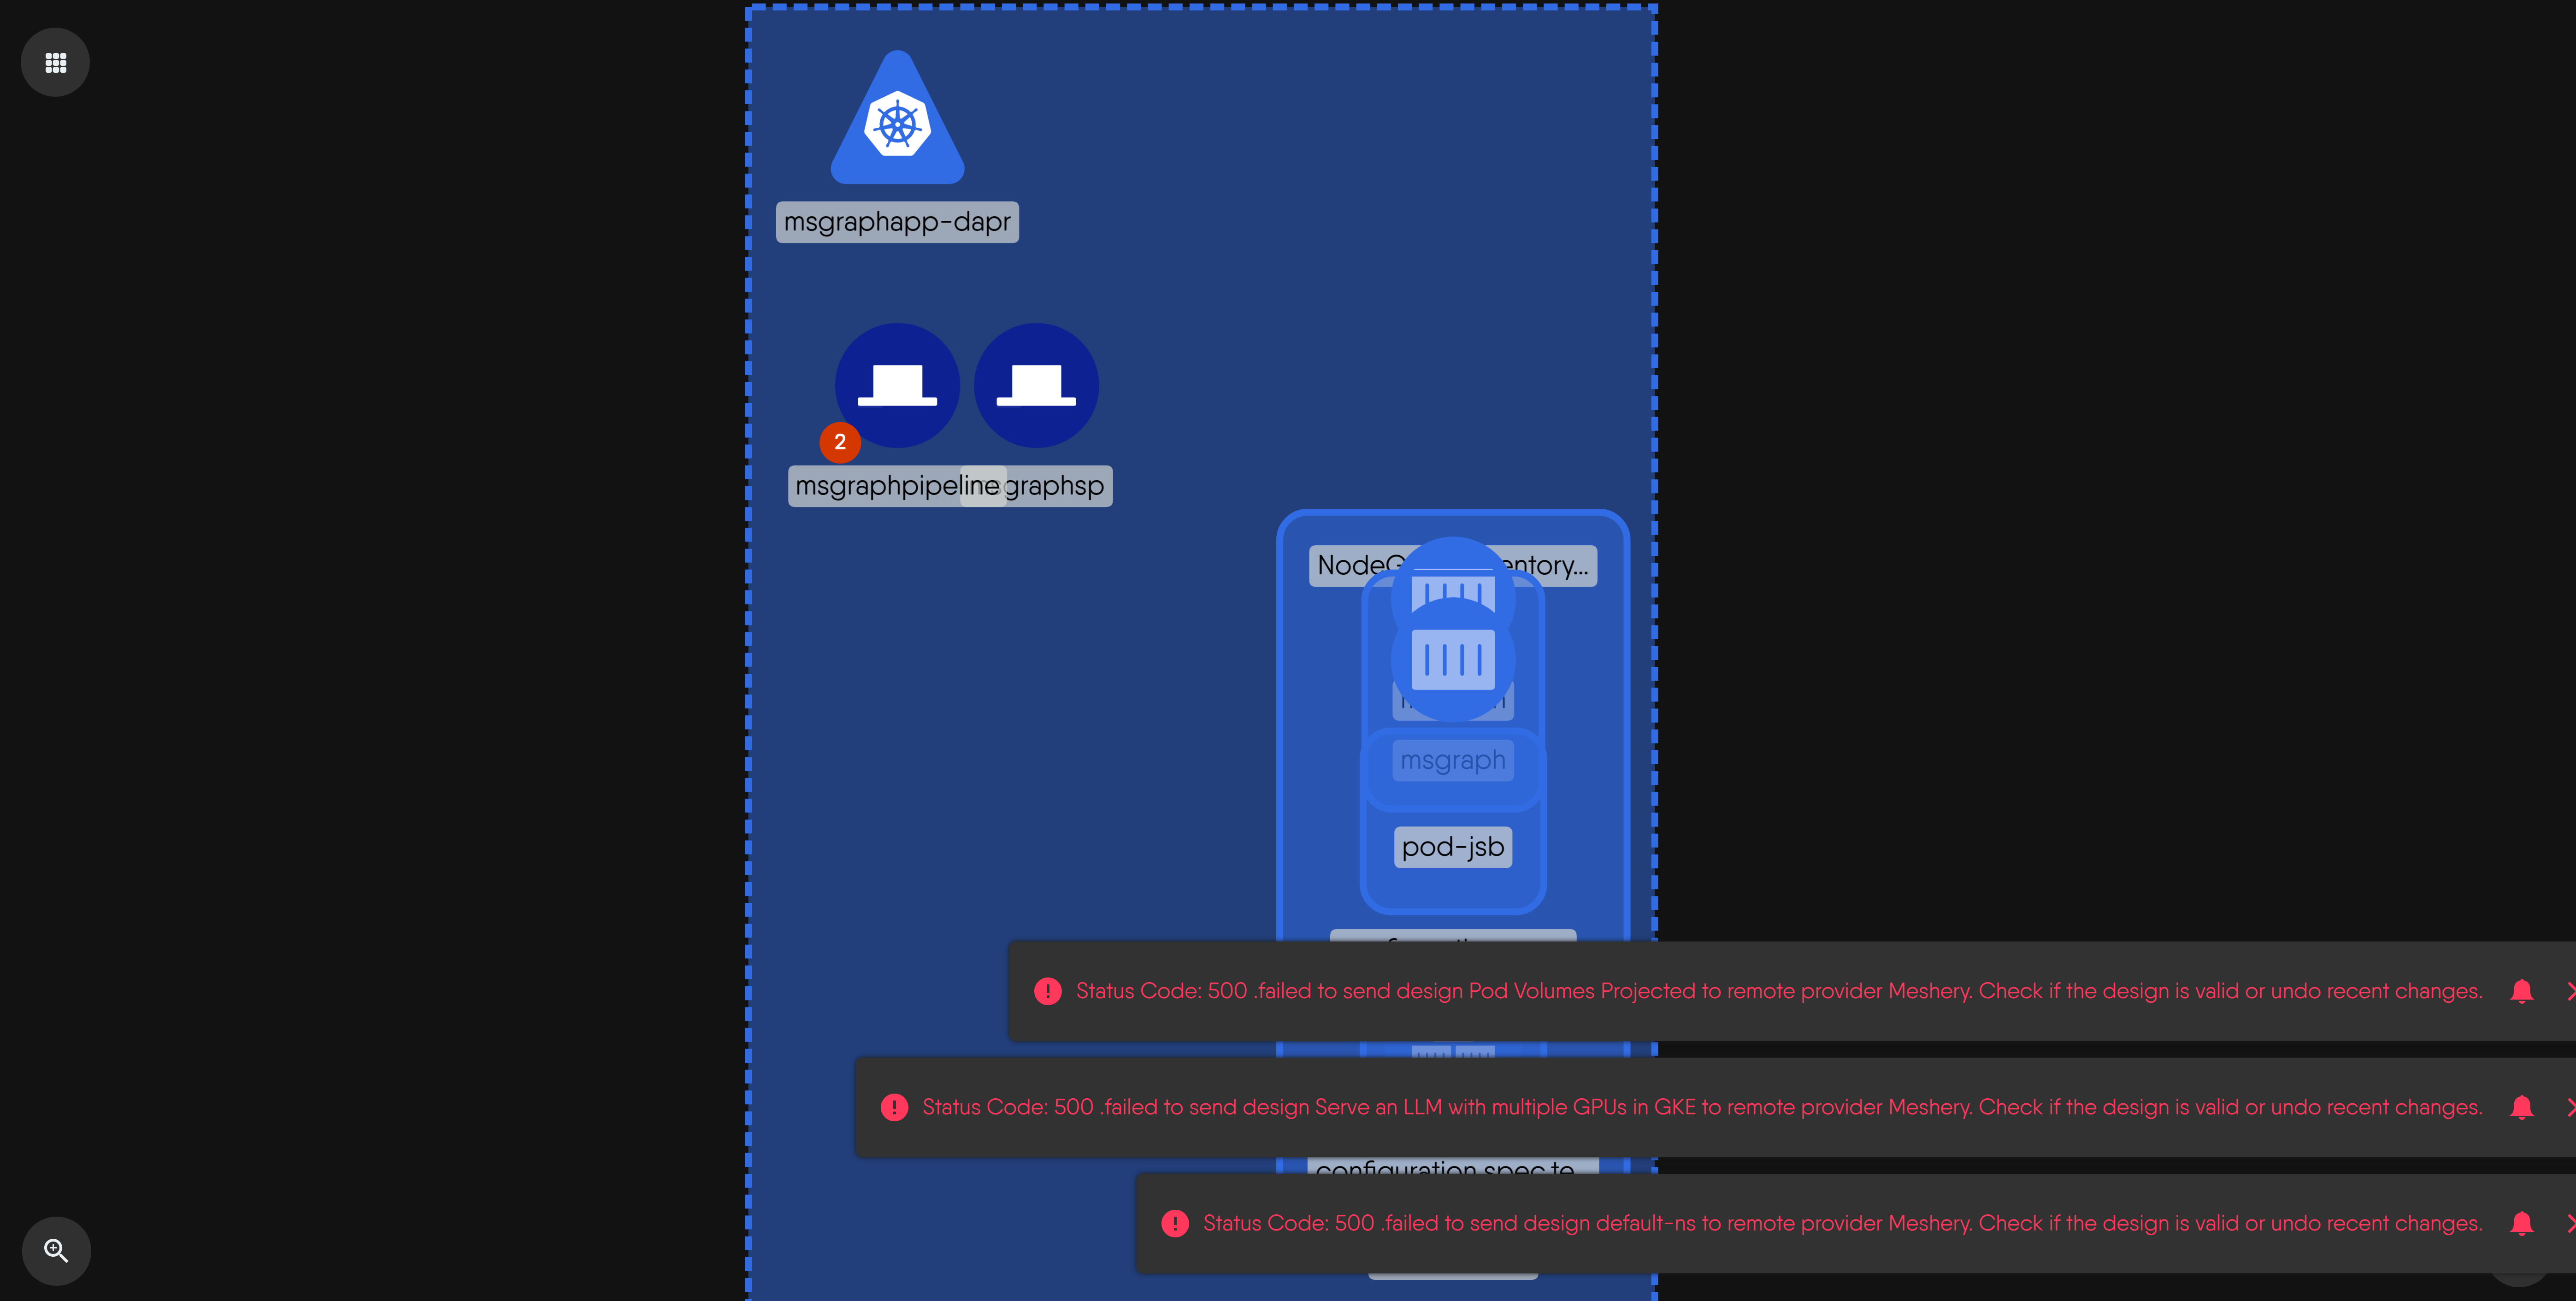 msgraphapp-dapr
2
msgraphpipeline
graphsp
NodeG
entory...
msgraph
pod-jsb
Status Code: 500 .failed to send design Pod Volumes Projected to remote provider Meshery. Check if the design is valid or undo recent changes.
Status Code: 500 .failed to send design Serve an LLM with multiple GPUs in GKE to remote provider Meshery. Check if the design is valid or undo recent changes.
configuration.spec.te...
Status Code: 500 .failed to send design default-ns to remote provider Meshery. Check if the design is valid or undo recent changes.